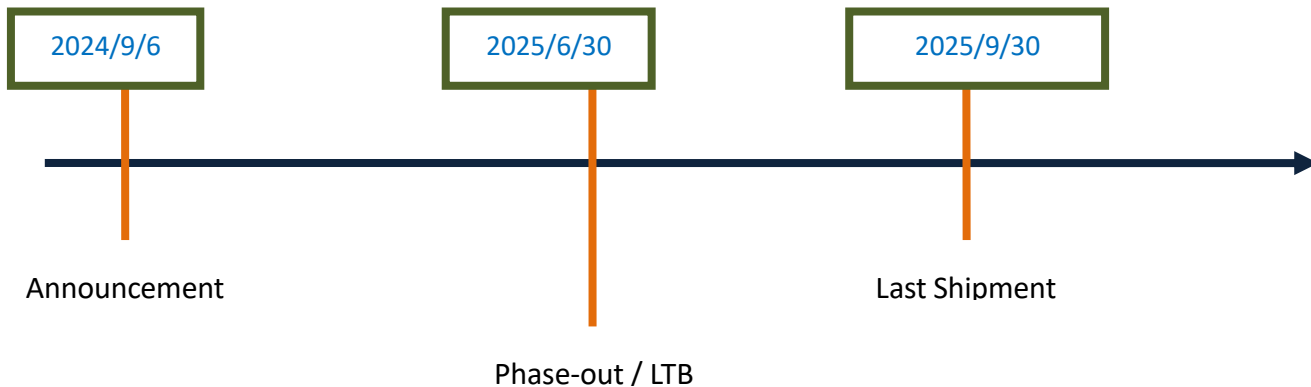 2024/9/6
2025/6/30
2025/9/30
Announcement
Last Shipment
Phase-out / LTB